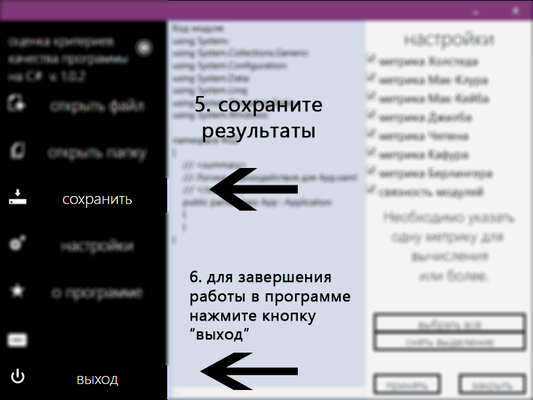 оценка критериев
качества программы
на C# v. 1.0.2
открыть файл
открыть папку
сохранить
настройки
о программе
выход
Код модуля:
using System;
using System.Collections.Generic;
using System.Configuration;
using System.Data;
using System.Linq;
5. сохраните
результаты
public
App : Application
6. для завершения
работы в программе
нажмите кнопку
“выход”
настройки
метрика Холстеда
метрика Мак-Клура
метрика Мак-Кейба
метрика Джилба
метрика Чепена
метрика Кафура
метрика Берлингера
связность модулей
Необходимо указать
одну метрику для
вычисления
или более.
выбрать всё
снять выделение
принять
закрыть